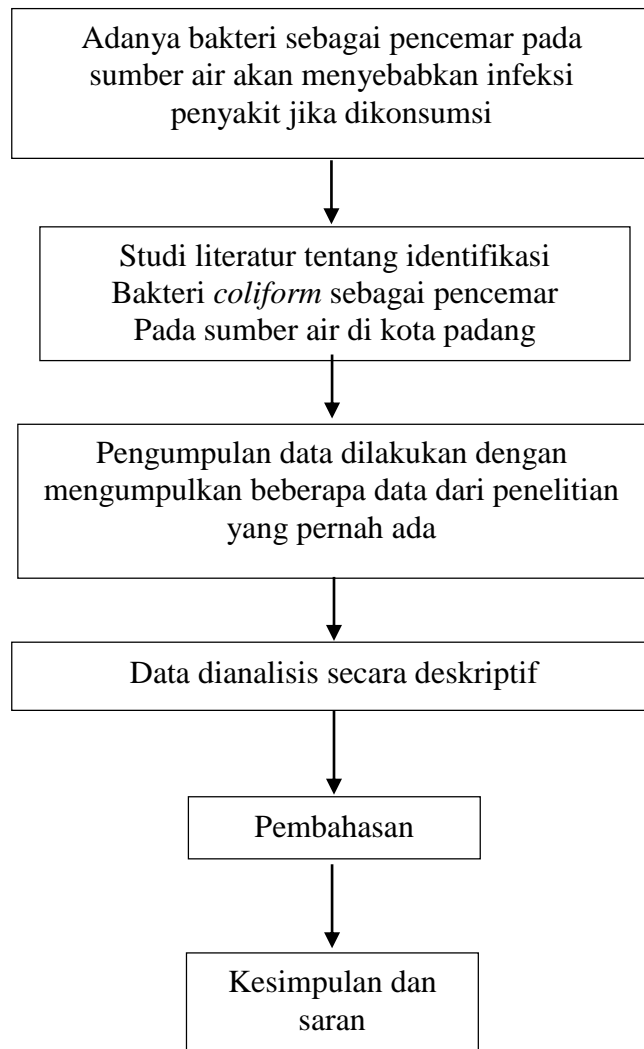 Adanya bakteri sebagai pencemar pada
sumber air akan menyebabkan infeksi
penyakit jika dikonsumsi
Studi literatur tentang identifikasi
Bakteri coliform sebagai pencemar
Pada sumber air di kota padang
Pengumpulan data dilakukan dengan
mengumpulkan beberapa data dari penelitian
yang pernah ada
Data dianalisis secara deskriptif
Pembahasan
Kesimpulan dan
saran